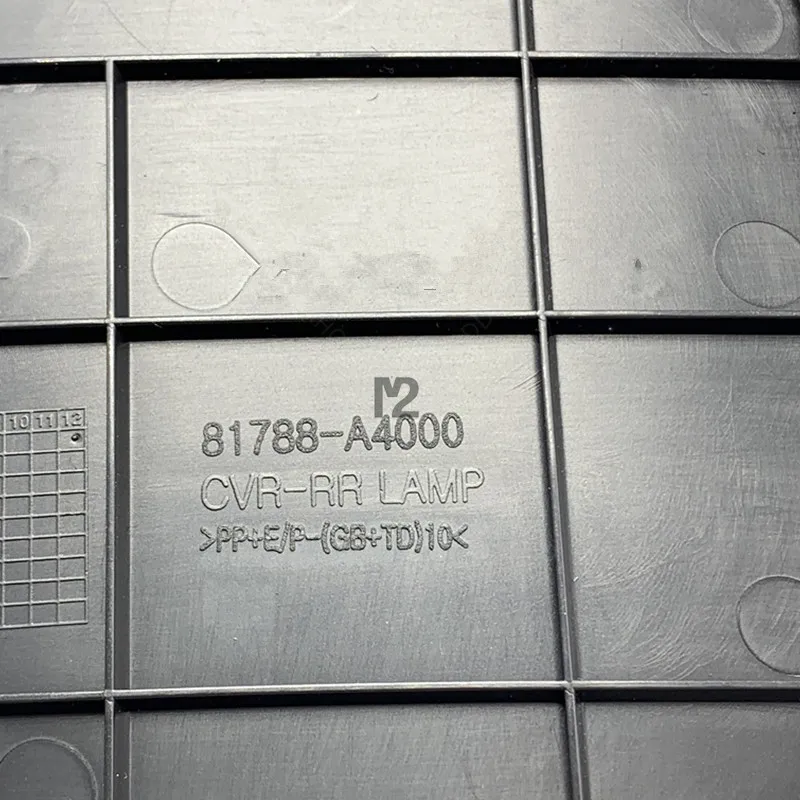 M2
10 11 12
81788-A4000
CVR-RR LAMP
>PP+E/P-(GB+TD)10<